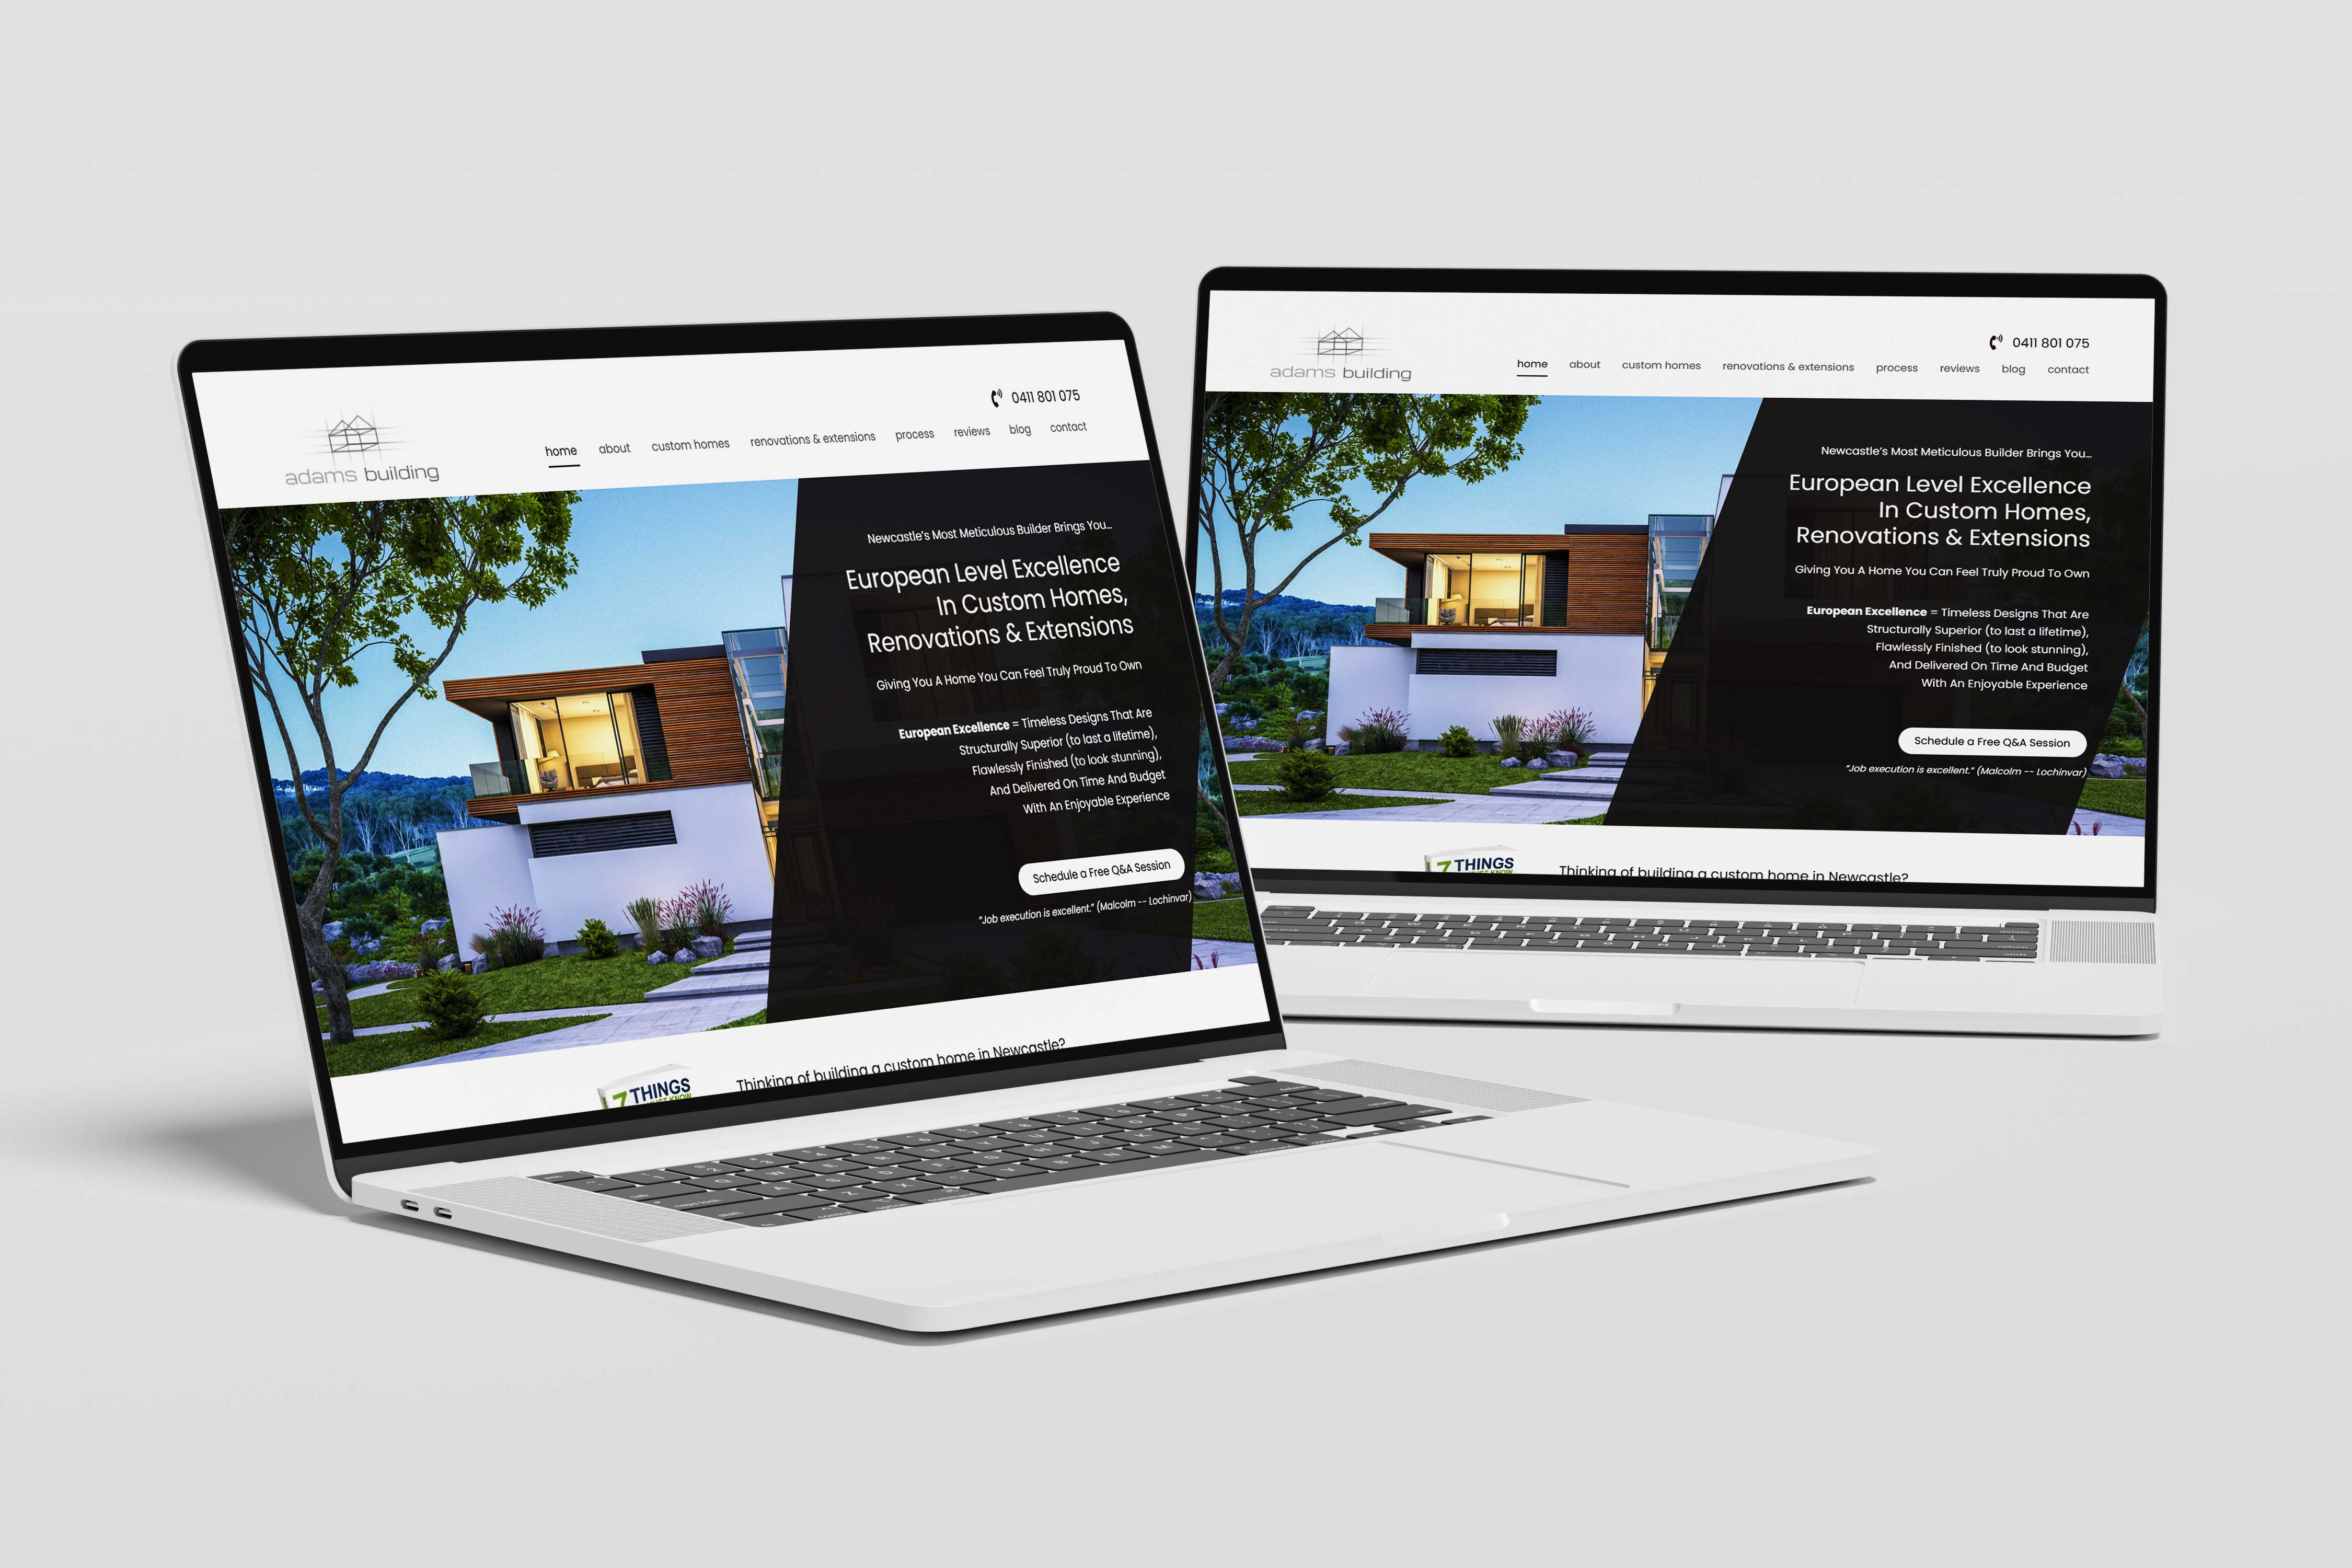 adams building
0411 801 075
home about custom homes renovations & extensions process reviews blog contact
Newcastle's Most Meticulous Builder Brings You...
European Level Excellence
In Custom Homes,
Renovations & Extensions
Giving You A Home You Can Feel Truly Proud To Own
European Excellence = Timeless Designs That Are
Structurally Superior (to last a lifetime),
Flawlessly Finished (to look stunning),
And Delivered On Time And Budget
With An Enjoyable Experience
Schedule a Free Q&A Session
"Job execution is excellent." (Malcolm -- Lochinvar)
7 THINGS
Thinking of building a custom home in Newcastle?
adams building
0411 801 075
home about custom homes renovations & extensions process reviews blog contact
Newcastle's Most Meticulous Builder Brings You...
European Level Excellence
In Custom Homes,
Renovations & Extensions
Giving You A Home You Can Feel Truly Proud To Own
European Excellence = Timeless Designs That Are
Structurally Superior (to last a lifetime),
Flawlessly Finished (to look stunning),
And Delivered On Time And Budget
With An Enjoyable Experience
Schedule a Free Q&A Session
"Job execution is excellent." (Malcolm -- Lochinvar)
7 THINGS
Thinking of building a custom home in Newcastle?